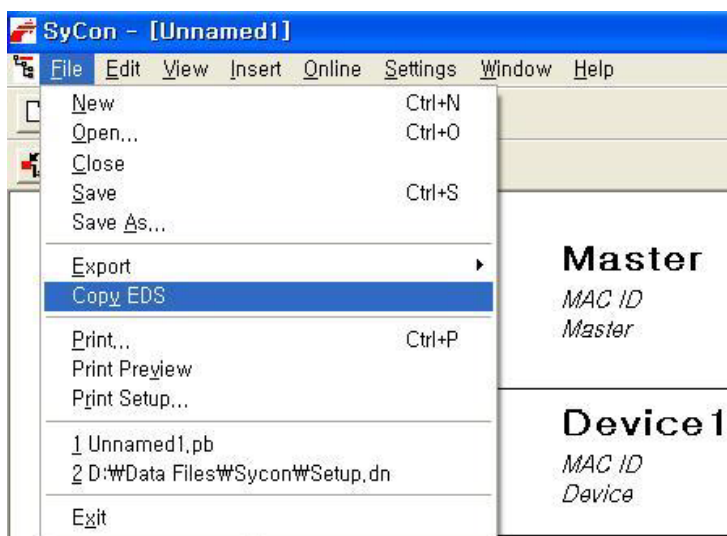 SyCon - [Unnamed1]
File Edit View Insert Online Settings Window Help
New Ctrl+N
Open... Ctrl+O
Close
Save Ctrl+S
Save As...
Export
Copy EDS
Print... Ctrl+P
Print Preview
Print Setup...
1 Unnamed1.pb
2 D:₩Data Files₩Sycon₩Setup.dn
Exit
Master
MAC ID
Master
Device1
MAC ID
Device